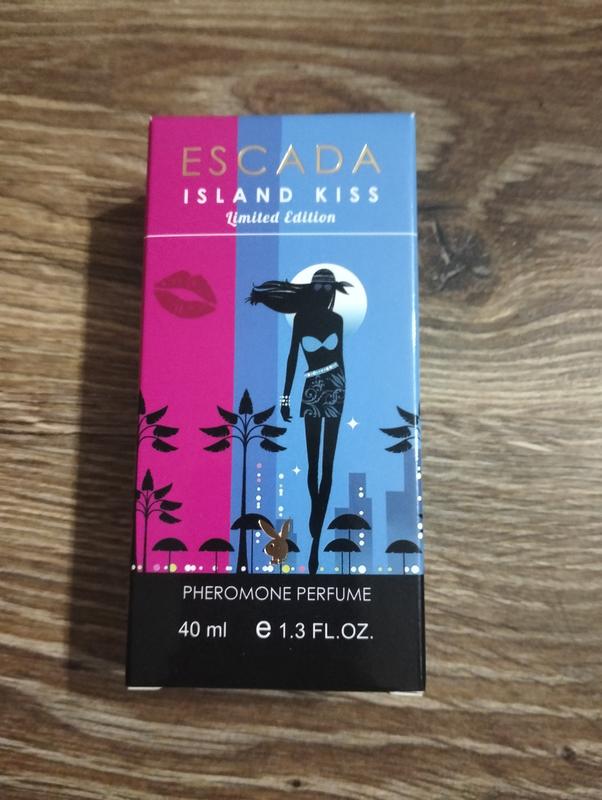 ESCADA
ISLAND KISS
Limited Edition
PHEROMONE PERFUME
40 ml e 1.3 FL.OZ.